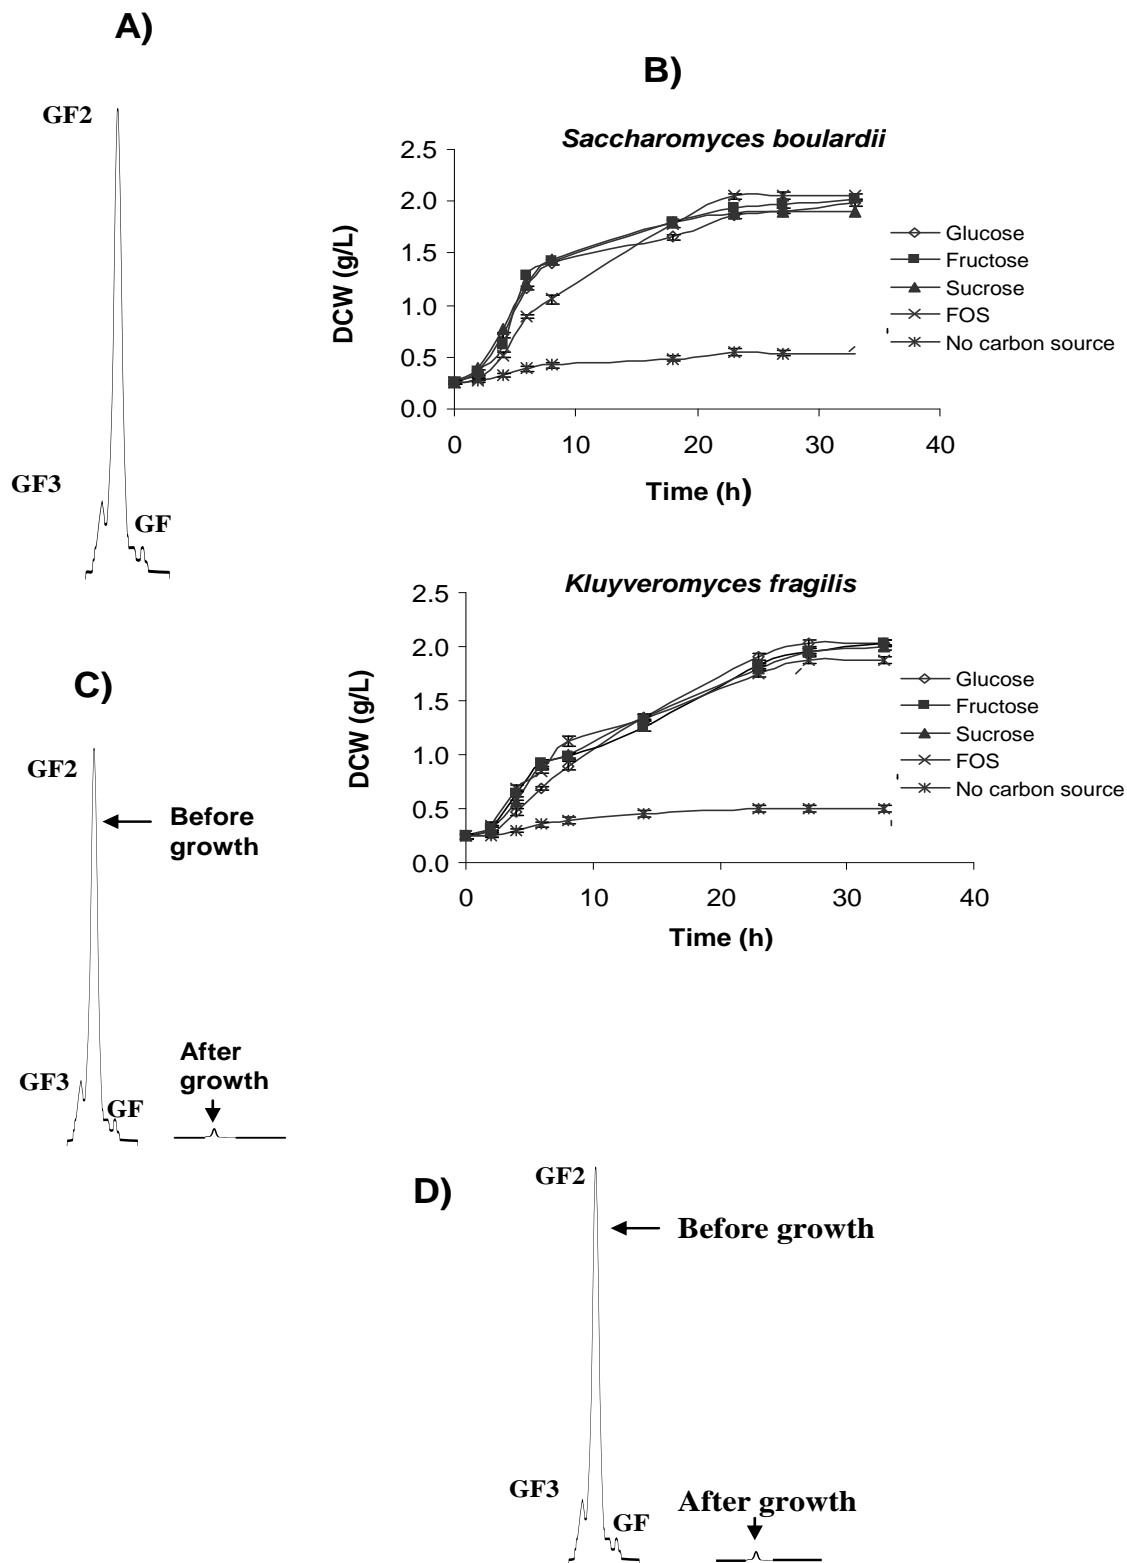 A)
GF2
GF3
GF
B)
Saccharomyces boulardii
DCW (g/L)
2.5
2.0
1.5
1.0
0.5
0.0
0 10 20 30 40
Time (h)
Glucose
Fructose
Sucrose
FOS
No carbon source
Kluyveromyces fragilis
DCW (g/L)
2.5
2.0
1.5
1.0
0.5
0.0
0 10 20 30 40
Time (h)
Glucose
Fructose
Sucrose
FOS
No carbon source
C)
GF2
Before
growth
GF3
GF
After
growth
D)
GF2
Before growth
GF3
GF
After growth